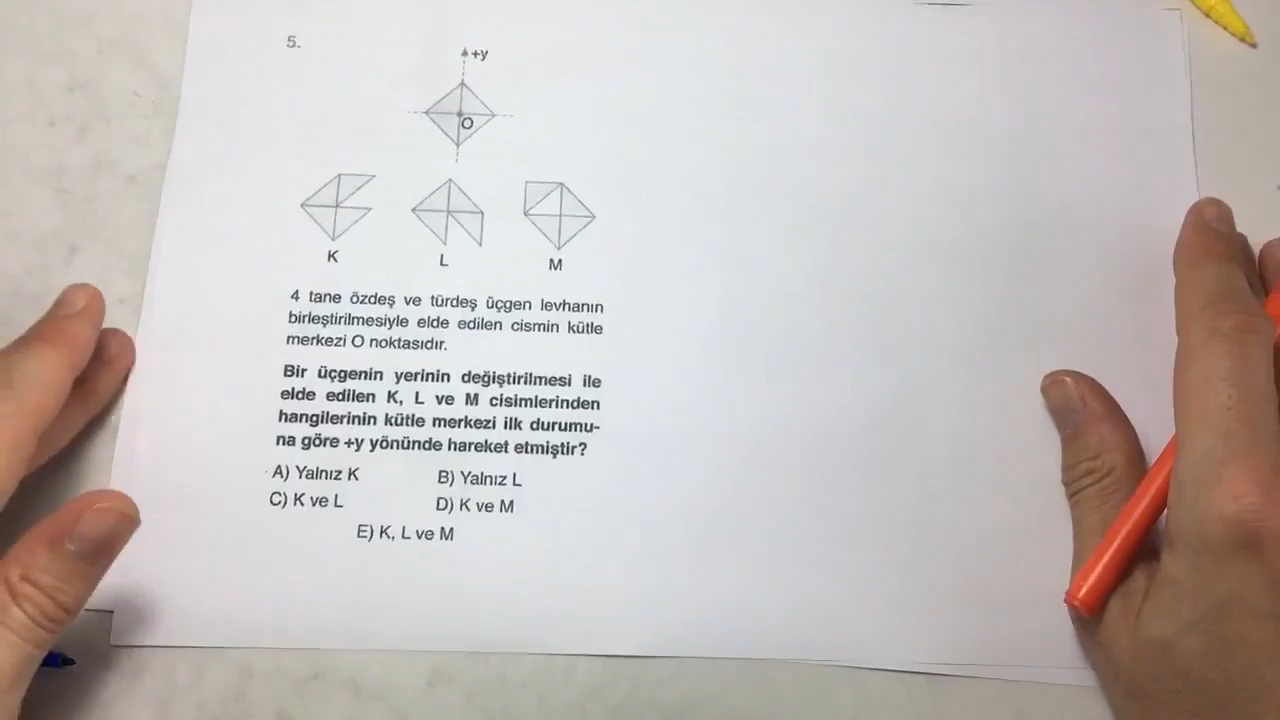 5.
+y
O
K
L
M
4 tane özdeş ve türdeş üçgen levhanın
birleştirilmesiyle elde edilen cismin kütle
merkezi O noktasıdır.
Bir üçgenin yerinin değiştirilmesi ile
elde edilen K, L ve M cisimlerinden
hangilerinin kütle merkezi ilk durumu-
na göre +y yönünde hareket etmiştir?
A) Yalnız K
B) Yalnız L
C) K ve L
D) K ve M
E) K, L ve M